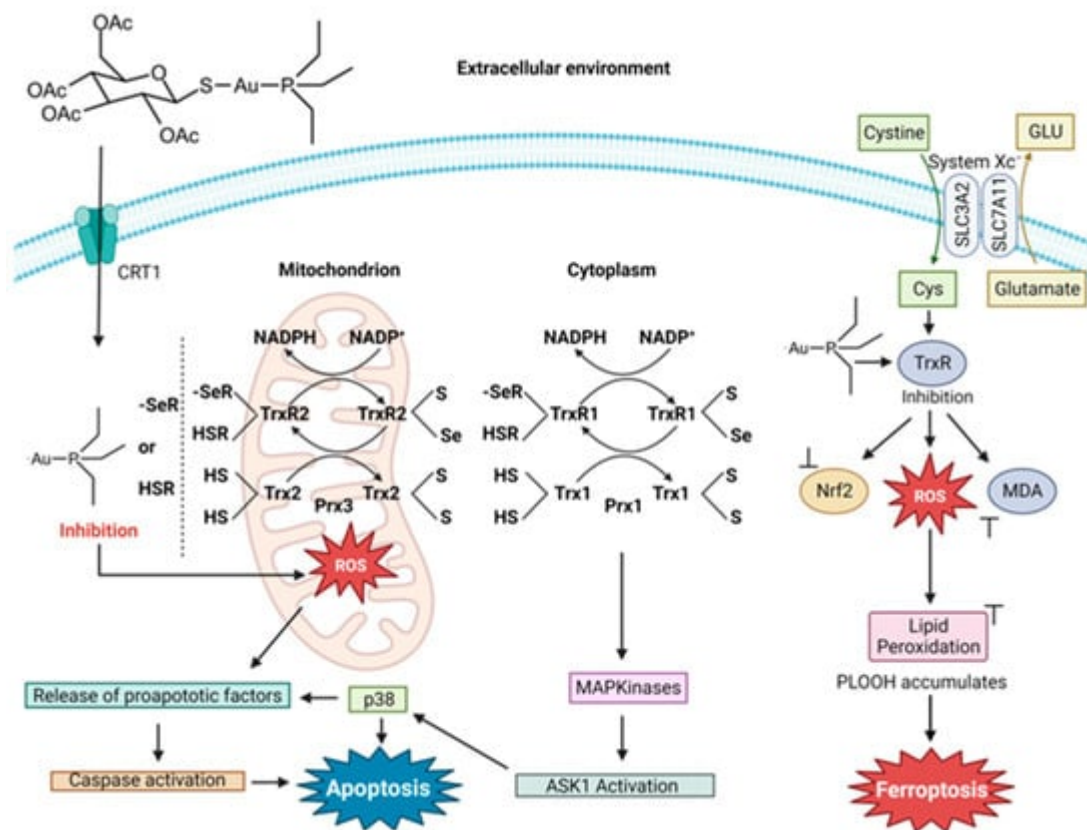 OAc
OAc
OAc
OAc
O
S
Au
P
Extracellular environment
Cystine
GLU
System Xc⁻
SLC3A2
SLC7A11
CRT1
Mitochondrion
Cytoplasm
Cys
Glutamate
NADPH
NADP⁺
NADPH
NADP⁺
·Au
P
TrxR
Inhibition
-SeR
or
HSR
·Au
P
Inhibition
-SeR
HSR
TrxR2
TrxR2
S
Se
HS
HS
Trx2
Trx2
S
S
Prx3
ROS
-SeR
HSR
TrxR1
TrxR1
S
Se
HS
HS
Trx1
Trx1
S
S
Prx1
Nrf2
ROS
MDA
Lipid
Peroxidation
PLOOH accumulates
Ferroptosis
MAPKinases
ASK1 Activation
Release of proapototic factors
p38
Caspase activation
Apoptosis